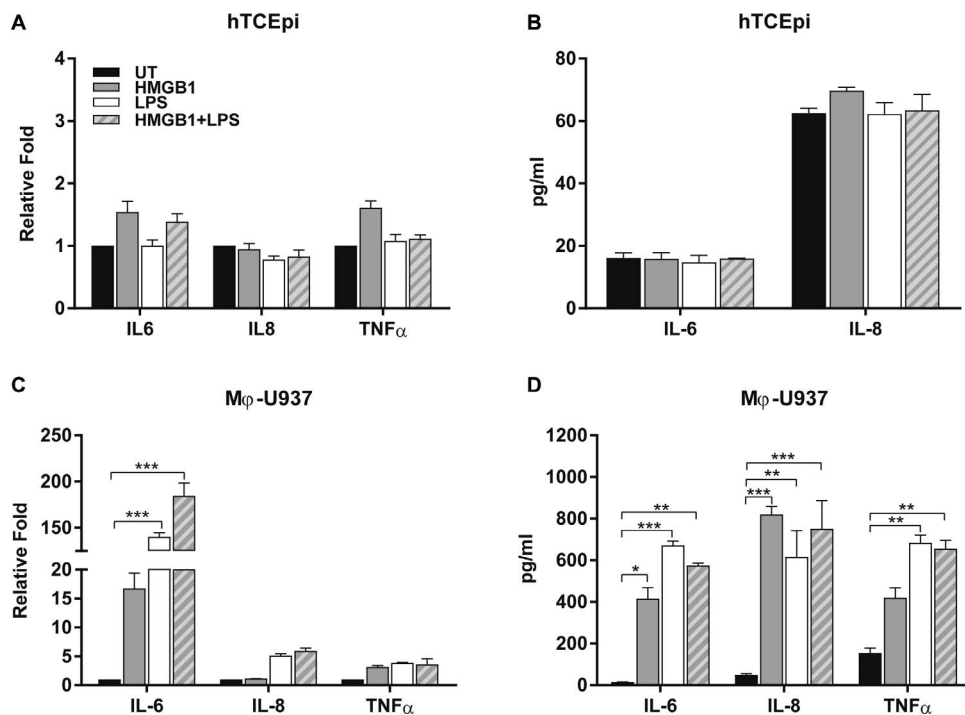 A
hTCEpi
Relative Fold
4
3
2
1
0
UT
HMGB1
LPS
HMGB1+LPS
IL6
IL8
TNFα
B
hTCEpi
pg/ml
80
60
40
20
0
IL-6
IL-8
C
Mφ-U937
Relative Fold
250
200
150
100
20
15
10
5
0
***
***
IL-6
IL-8
TNFα
D
Mφ-U937
pg/ml
1200
1000
800
600
400
200
0
**
***
*
***
**
***
**
**
IL-6
IL-8
TNFα